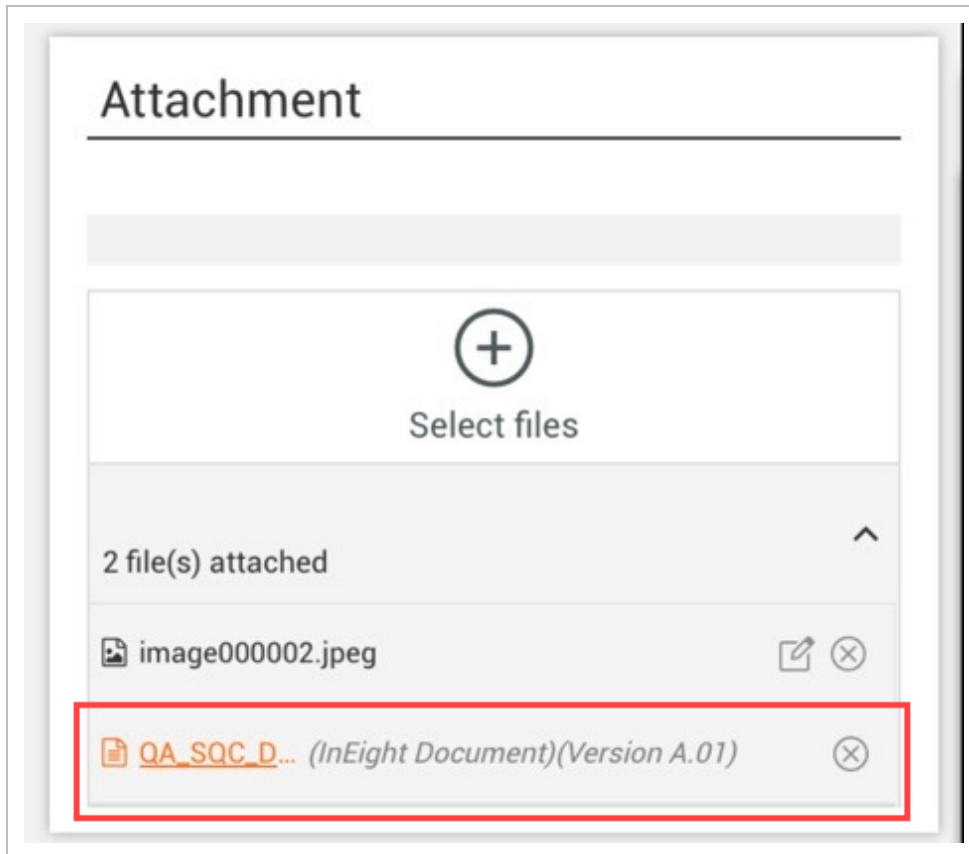 Attachment
Select files
2 file(s) attached
image000002.jpeg
QA_SQC_D... (InEight Document)(Version A.01)